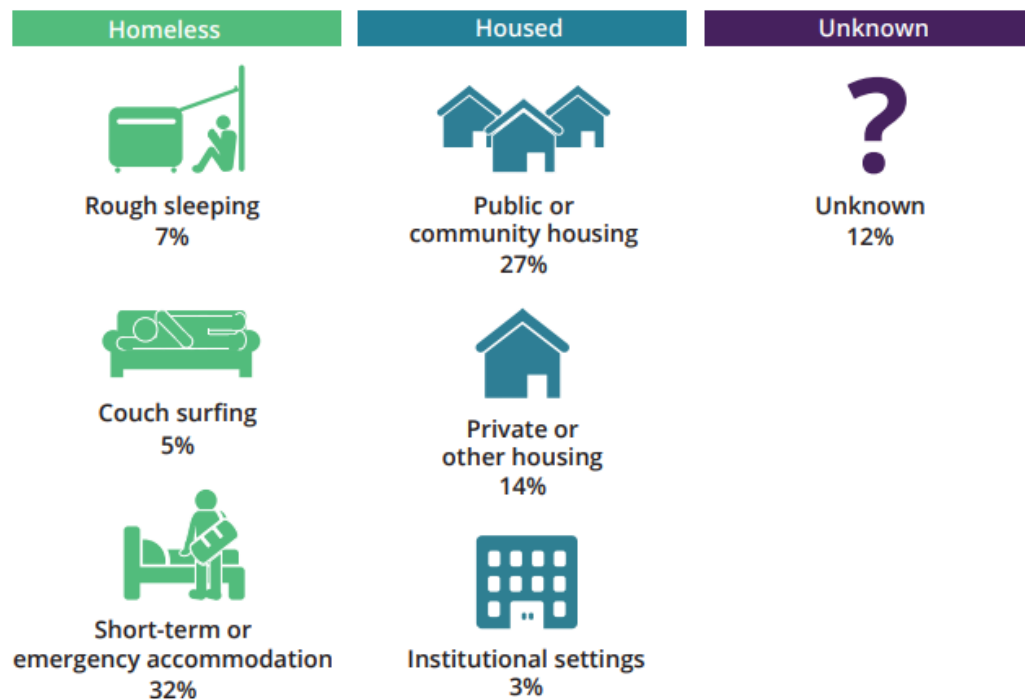 Homeless
Rough sleeping
7%
Couch surfing
5%
Short-term or
emergency accommodation
32%
Housed
Public or
community housing
27%
Private or
other housing
14%
Institutional settings
3%
Unknown
?
Unknown
12%